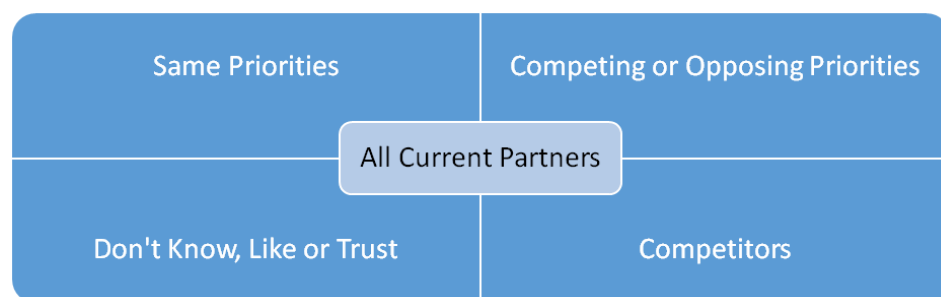 Same Priorities
Competing or Opposing Priorities
All Current Partners
Don't Know, Like or Trust
Competitors